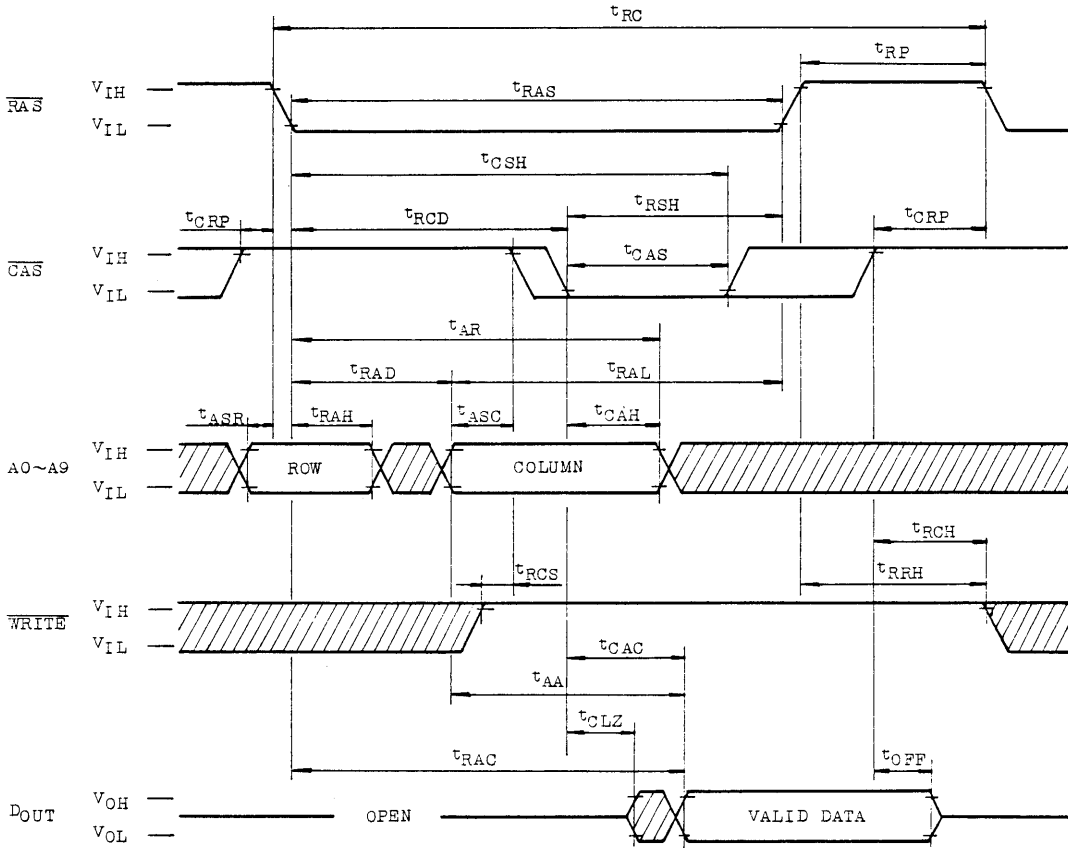 tRC
tRP
RAS
VIH
VIL
tRAS
tCSH
tCRP
tRCD
tRSH
tCRP
CAS
VIH
VIL
tCAS
tAR
tRAD
tRAL
tASR
tRAH
tASC
tCAH
A0~A9
VIH
VIL
ROW
COLUMN
tRCH
tRCS
tRRH
WRITE
VIH
VIL
tCAC
tAA
tCLZ
tRAC
tOFF
DOUT
VOH
VOL
OPEN
VALID DATA